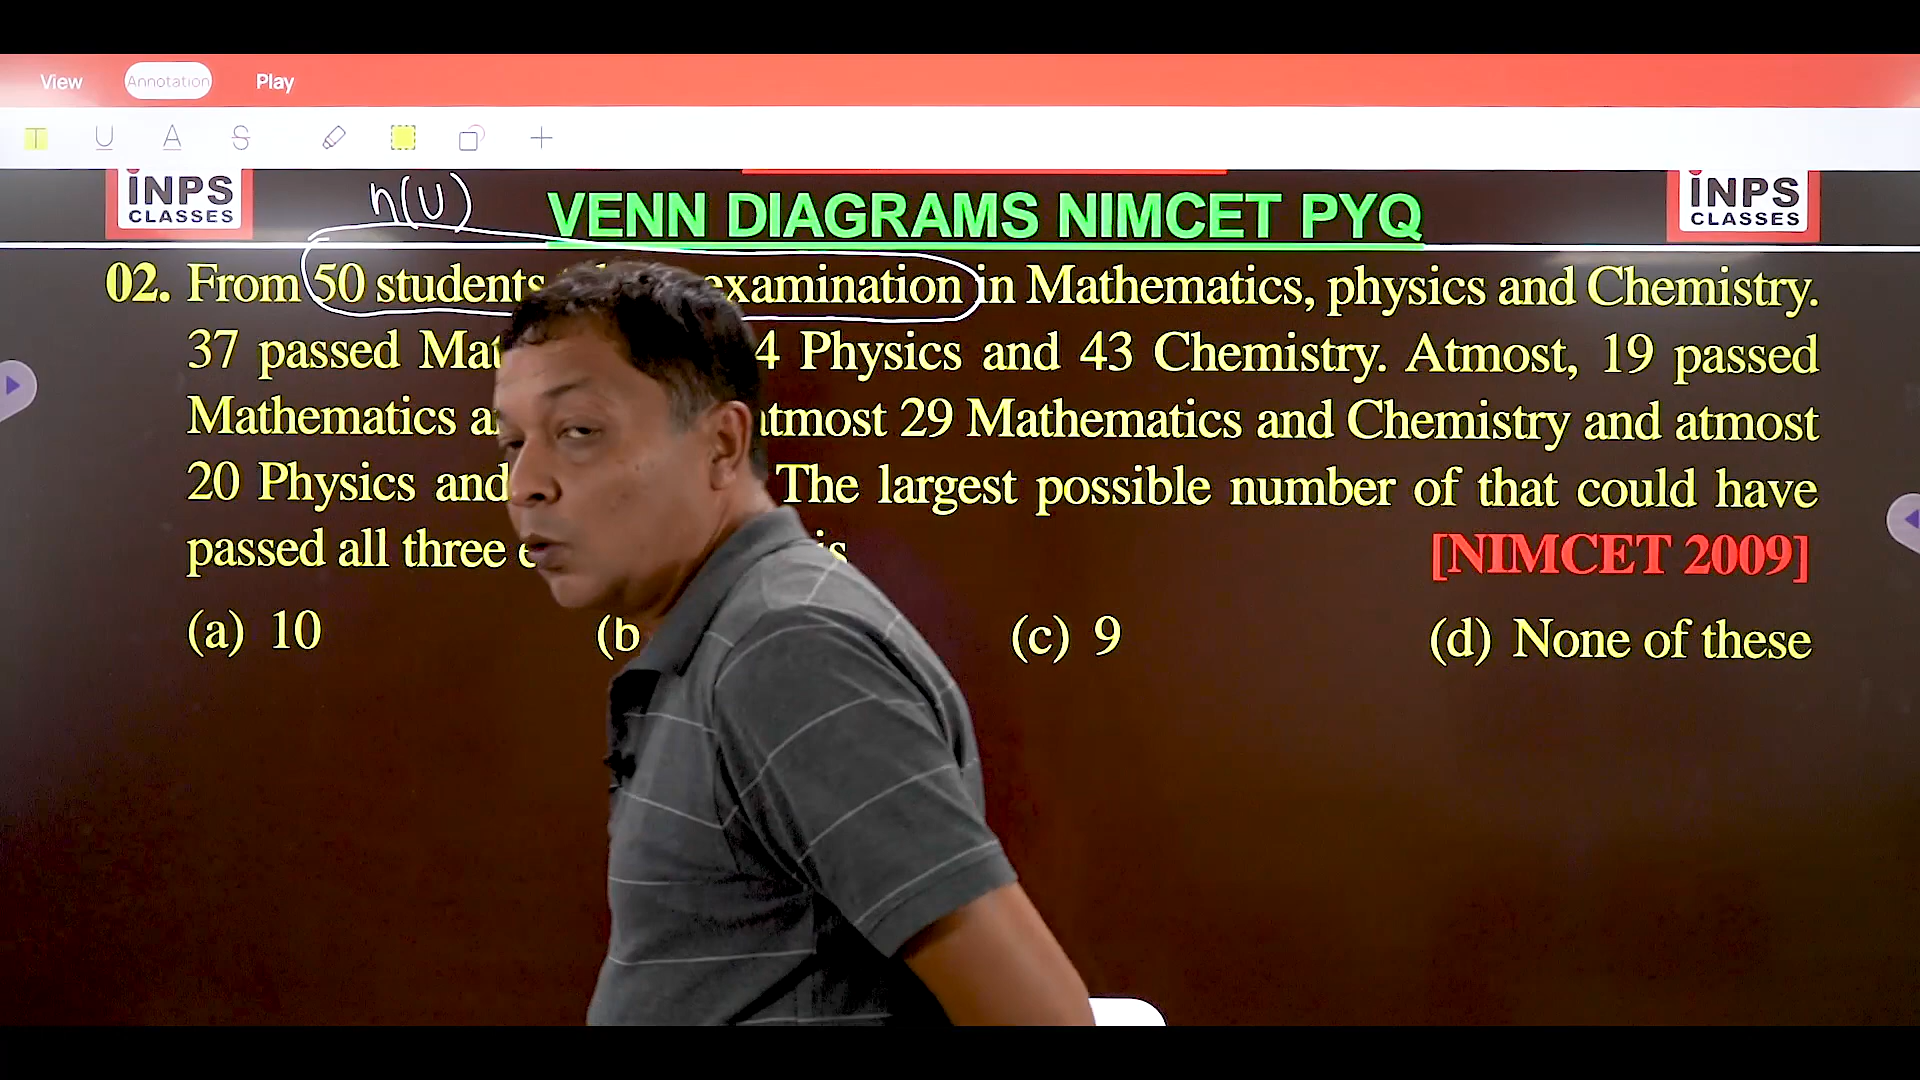 View Annotation Play
T U A S
iNPS CLASSES
n(U)
VENN DIAGRAMS NIMCET PYQ
iNPS CLASSES
02. From 50 students examination in Mathematics, physics and Chemistry.
37 passed 4 Physics and 43 Chemistry. Atmost, 19 passed
Mathematics atmost 29 Mathematics and Chemistry and atmost
20 Physics and The largest possible number of that could have
passed all three is
[NIMCET 2009]
(a) 10 (b (c) 9 (d) None of these